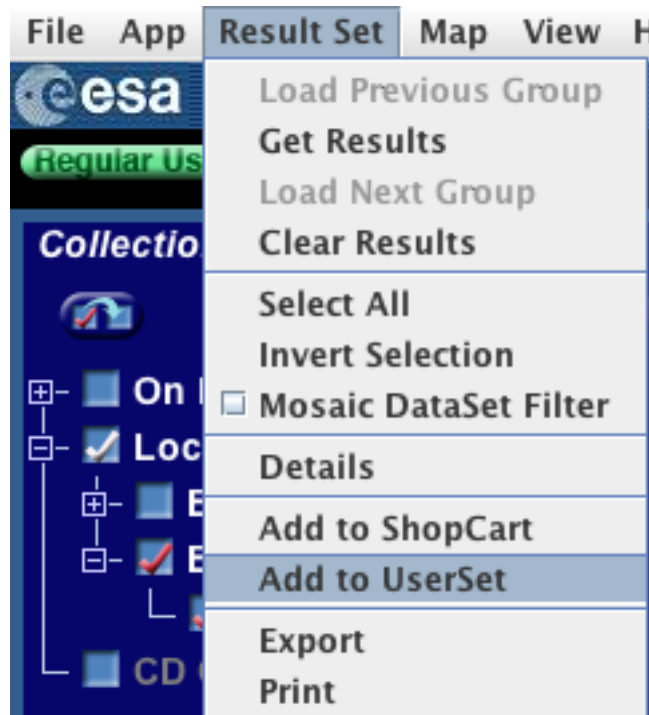 File App Result Set Map View H
esa
Load Previous Group
Regular Us
Get Results
Load Next Group
Collectio
Clear Results
Select All
Invert Selection
On
Mosaic DataSet Filter
Loc
Details
E
Add to ShopCart
E
Add to UserSet
Export
CD
Print